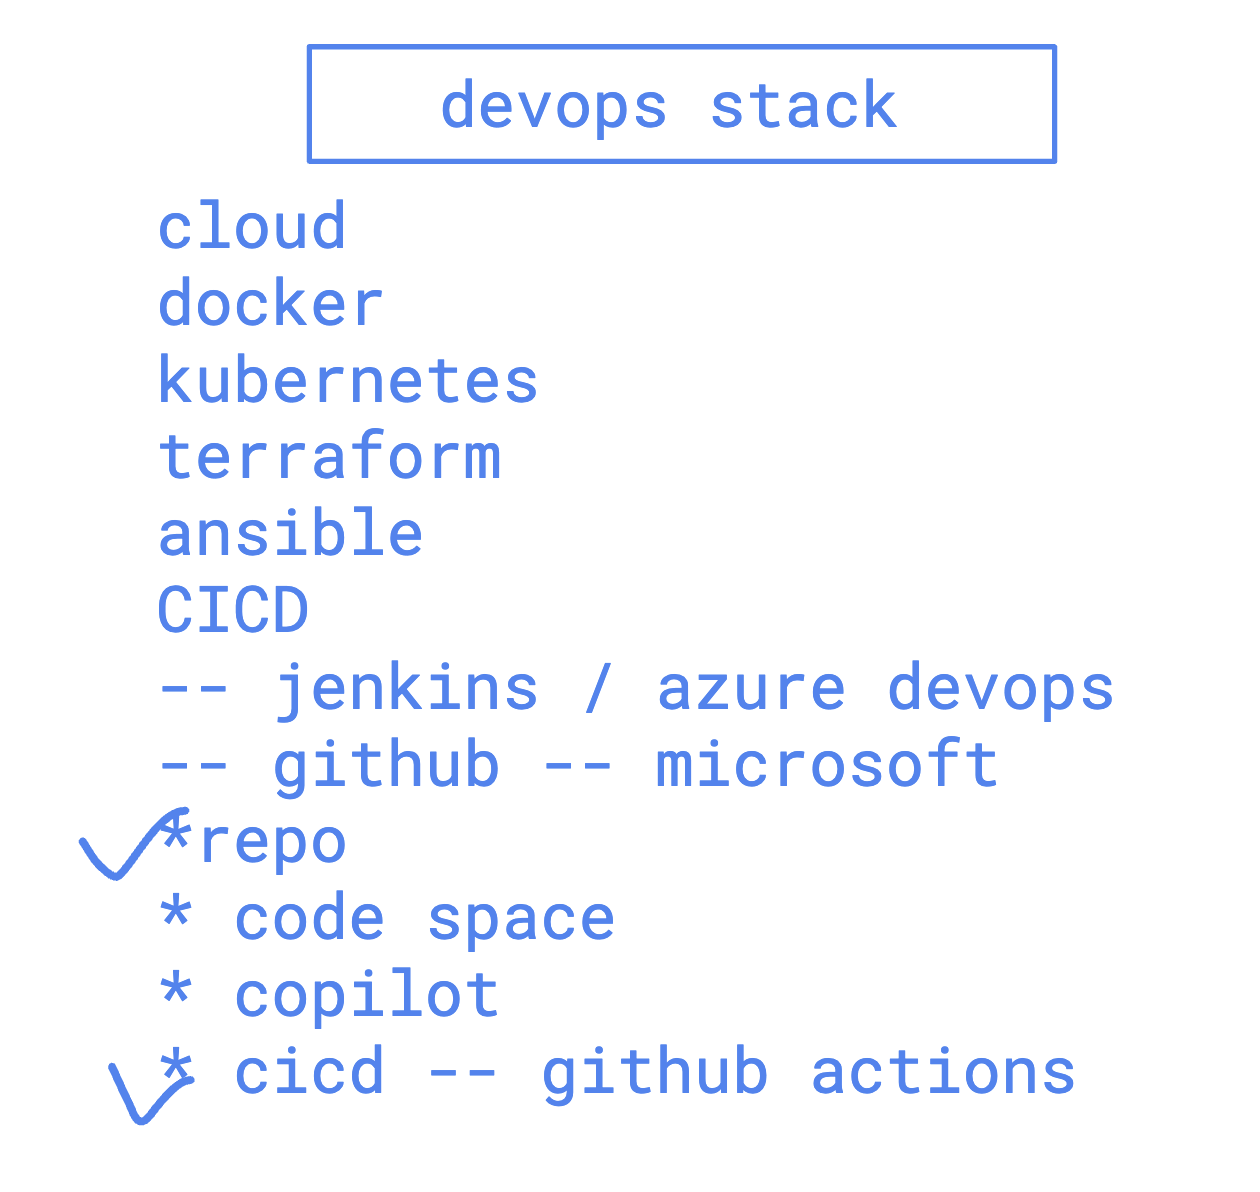 devops stack
cloud
docker
kubernetes
terraform
ansible
CICD
-- jenkins / azure devops
-- github -- microsoft
*repo
* code space
* copilot
* cicd -- github actions